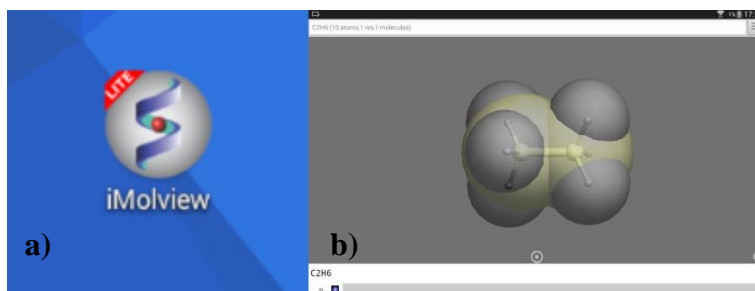 LITE
iMolview
a)
C2H6 (10 atoms,1 res,1 molecules)
b)
C2H6